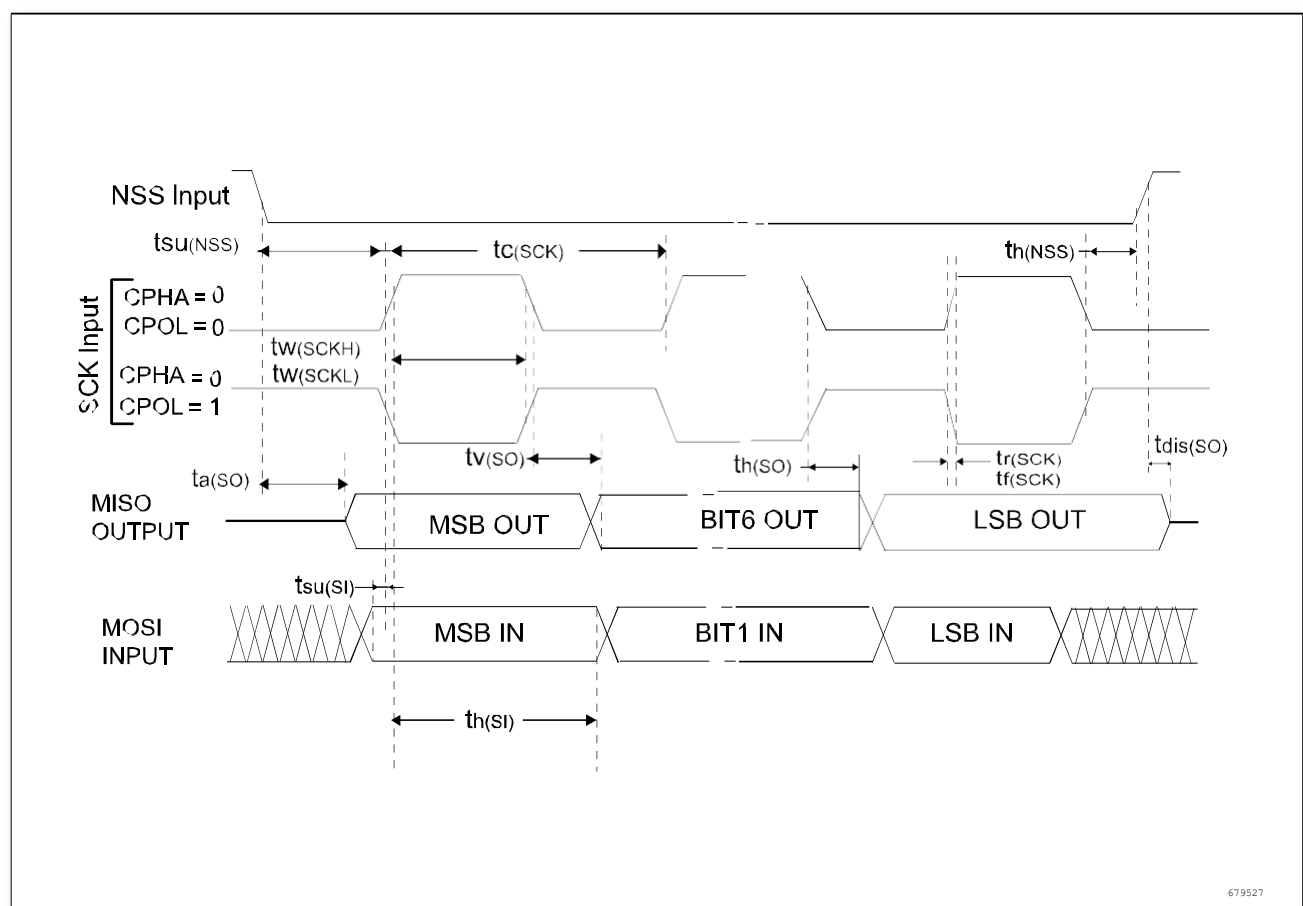 NSS Input
tsu(NSS)
tc(SCK)
th(NSS)
SCK Input
CPHA = 0
CPOL = 0
tw(SCKH)
CPHA = 0
tw(SCKL)
CPOL = 1
ta(SO)
tv(SO)
th(SO)
tr(SCK)
tf(SCK)
tdis(SO)
MISO
OUTPUT
MSB OUT
BIT6 OUT
LSB OUT
tsu(SI)
MOSI
INPUT
MSB IN
BIT1 IN
LSB IN
th(SI)
679527